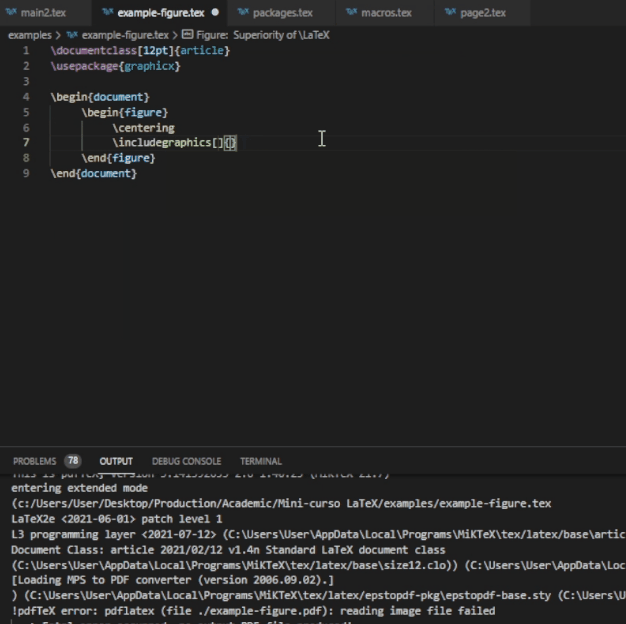 main2.tex example-figure.tex packages.tex macros.tex page2.tex
examples > example-figure.tex > Figure: Superiority of \LaTeX
1 \documentclass[12pt]{article}
2 \usepackage{graphicx}
3
4 \begin{document}
5 \begin{figure}
6 \centering
7 \includegraphics[]{}
8 \end{figure}
9 \end{document}
PROBLEMS 78 OUTPUT DEBUG CONSOLE TERMINAL
entering extended mode
(c:/Users/User/Desktop/Production/Academic/Mini-curso LaTeX/examples/example-figure.tex
LaTeX2e <2021-06-01> patch level 1
L3 programming layer <2021-07-12> (C:\Users\User\AppData\Local\Programs\MiKTeX\tex/latex/base\artic
Document Class: article 2021/02/12 v1.4n Standard LaTeX document class
(C:\Users\User\AppData\Local\Programs\MiKTeX\tex/latex/base\size12.clo)) (C:\Users\User\AppData\Loc
[Loading MPS to PDF converter (version 2006.09.02).]
) (C:\Users\User\AppData\Local\Programs\MiKTeX\tex/latex/epstopdf-pkg\epstopdf-base.sty (C:\Users\U
!pdfTeX error: pdflatex (file ./example-figure.pdf): reading image file failed